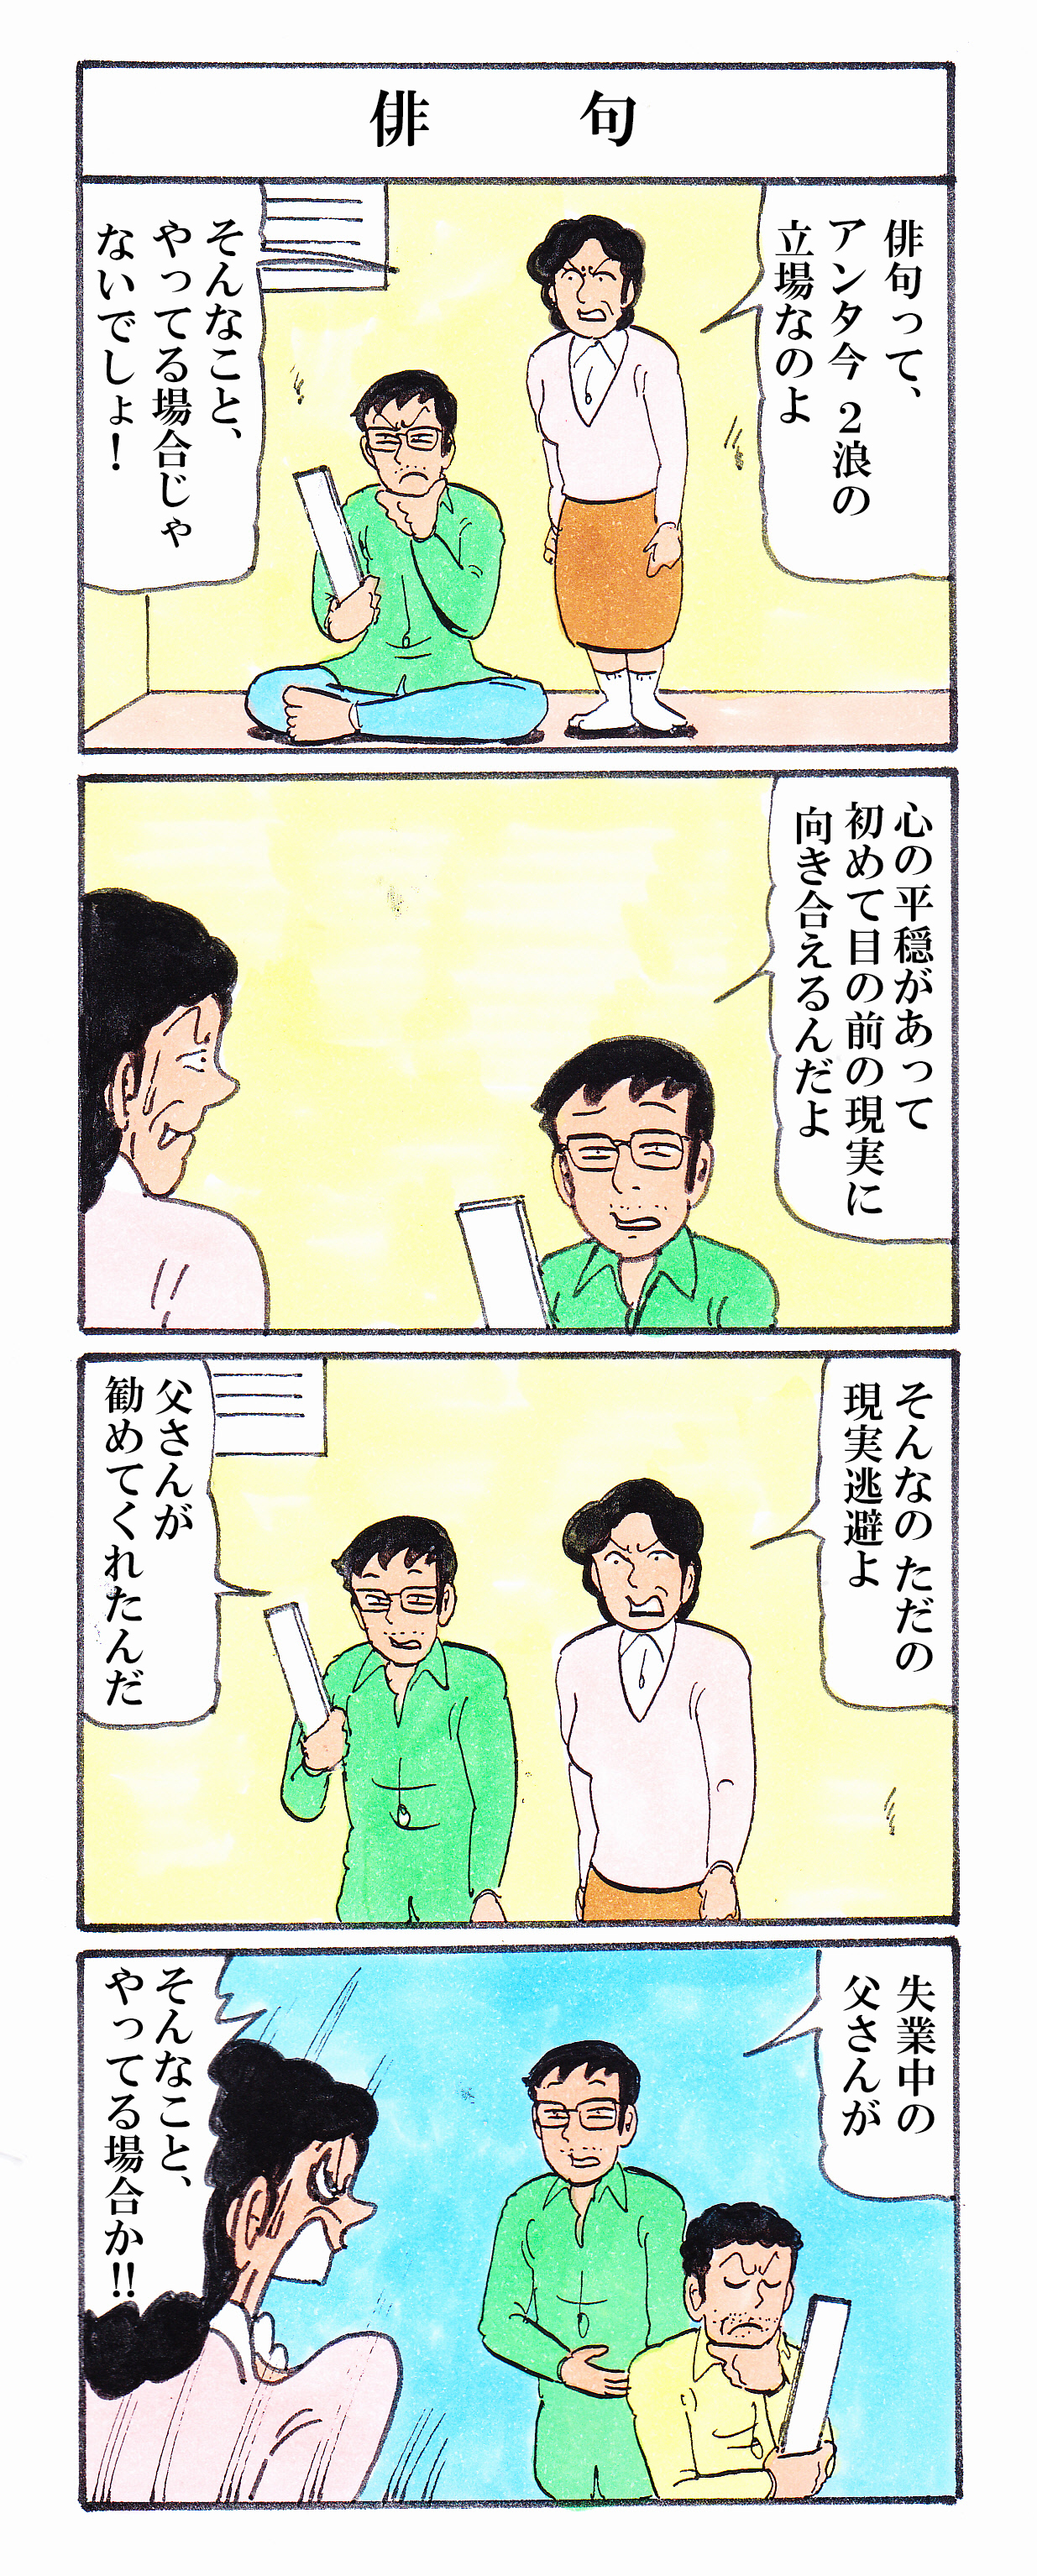 俳句
俳句って、
アンタ今2浪の
立場なのよ
そんなこと、
やってる場合じゃ
ないでしょ！
心の平穏があって
初めて目の前の現実に
向き合えるんだよ
そんなのただの
現実逃避よ
父さんが
勧めてくれたんだ
失業中の
父さんが
そんなこと、
やってる場合か!!